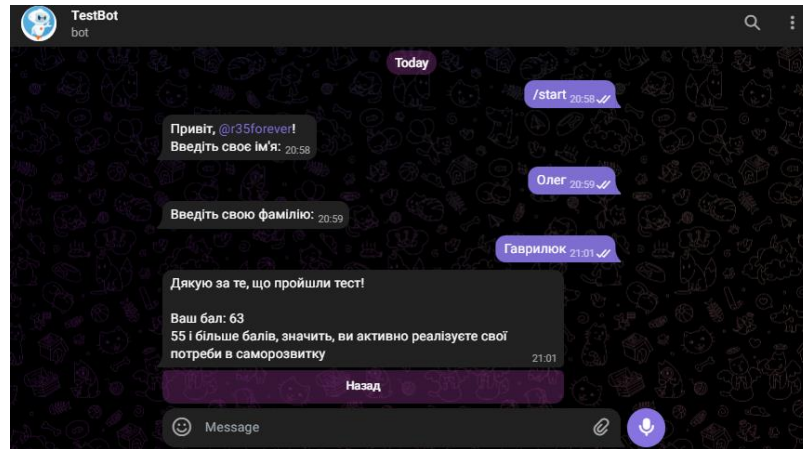 TestBot
bot
Today
/start 20:58
Привіт, @r35forever!
Введіть своє ім'я: 20:58
Олег 20:59
Введіть свою фамілію: 20:59
Гаврилюк 21:01
Дякую за те, що пройшли тест!
Ваш бал: 63
55 і більше балів, значить, ви активно реалізуєте свої
потреби в саморозвитку 21:01
Назад
Message